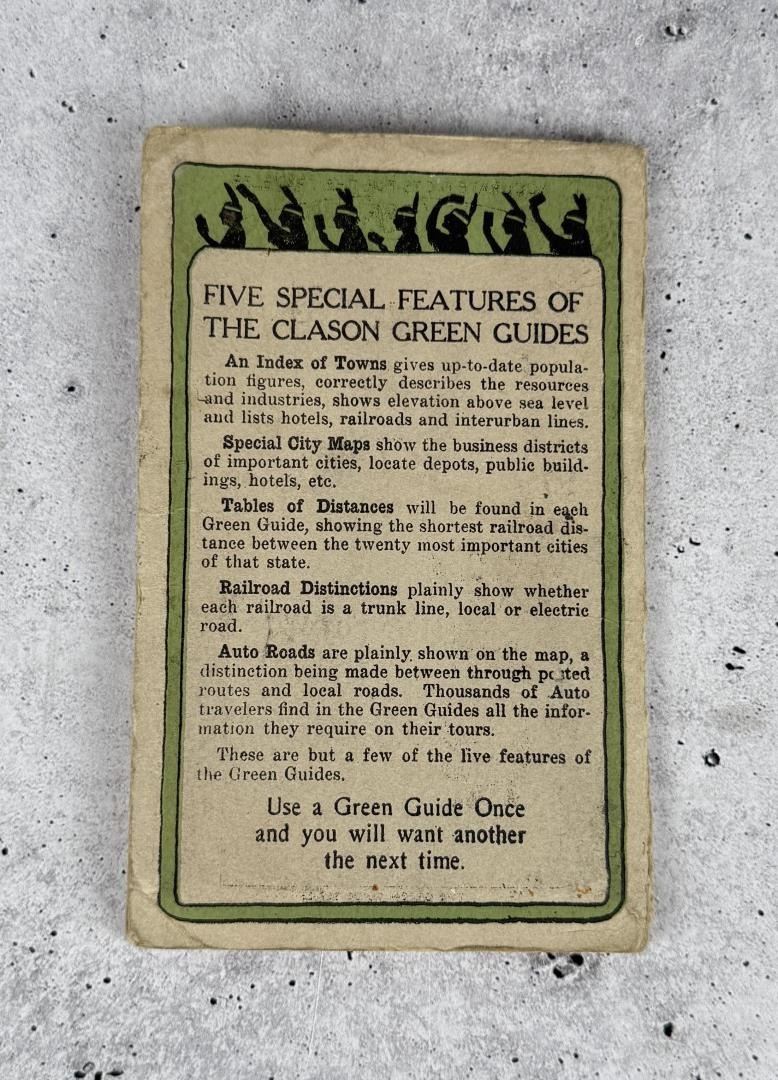 FIVE SPECIAL FEATURES OF
THE CLASON GREEN GUIDES
An Index of Towns gives up-to-date popula-
tion figures, correctly describes the resources
and industries, shows elevation above sea level
and lists hotels, railroads and interurban lines.
Special City Maps show the business districts
of important cities, locate depots, public build-
ings, hotels, etc.
Tables of Distances will be found in each
Green Guide, showing the shortest railroad dis-
tance between the twenty most important cities
of that state.
Railroad Distinctions plainly show whether
each railroad is a trunk line, local or electric
road.
Auto Roads are plainly shown on the map, a
distinction being made between through posted
routes and local roads. Thousands of Auto
travelers find in the Green Guides all the infor-
mation they require on their tours.
These are but a few of the live features of
the Green Guides.
Use a Green Guide Once
and you will want another
the next time.